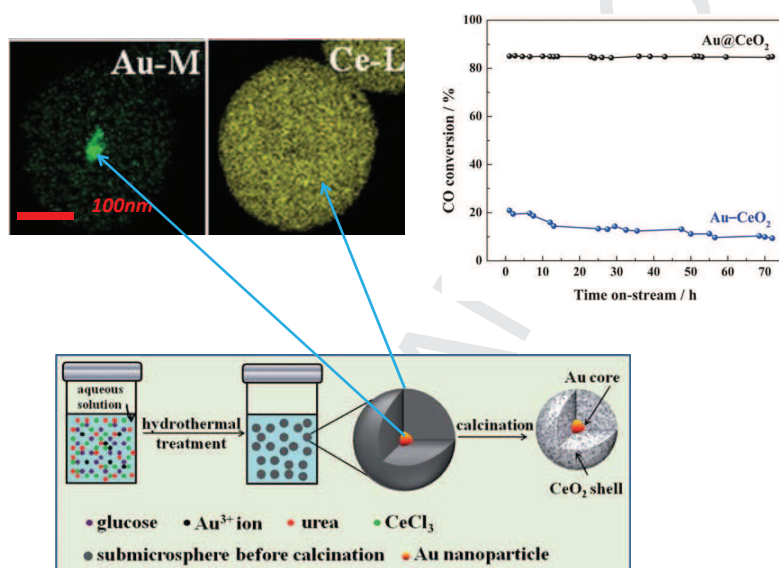 Au-M
Ce-L
100nm
100
80
60
40
20
0
CO conversion / %
Au@CeO₂
Au−CeO₂
0 10 20 30 40 50 60 70
Time on-stream / h
aqueous
solution
hydrothermal
treatment
calcination
Au core
CeO₂ shell
glucose Au³⁺ ion urea CeCl₃
submicrosphere before calcination Au nanoparticle